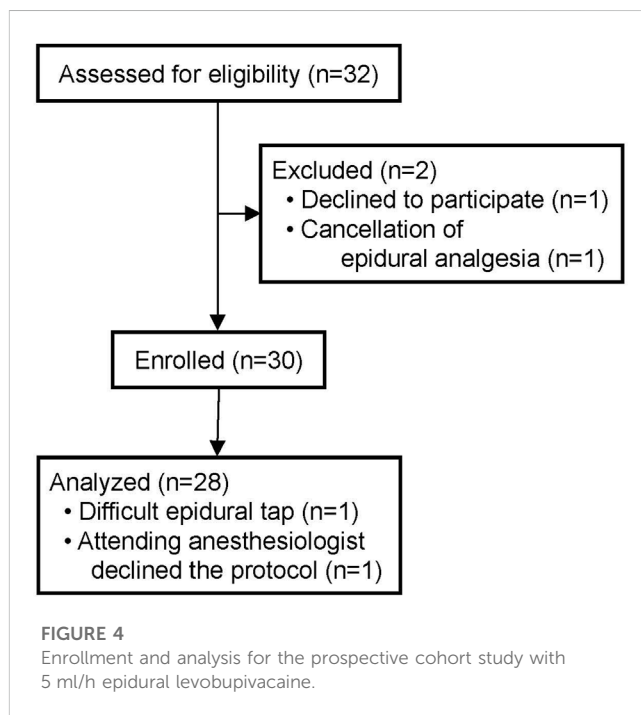 Assessed for eligibility (n=32)
Excluded (n=2)
• Declined to participate (n=1)
• Cancellation of
epidural analgesia (n=1)
Enrolled (n=30)
Analyzed (n=28)
• Difficult epidural tap (n=1)
• Attending anesthesiologist
declined the protocol (n=1)
FIGURE 4
Enrollment and analysis for the prospective cohort study with
5 ml/h epidural levobupivacaine.